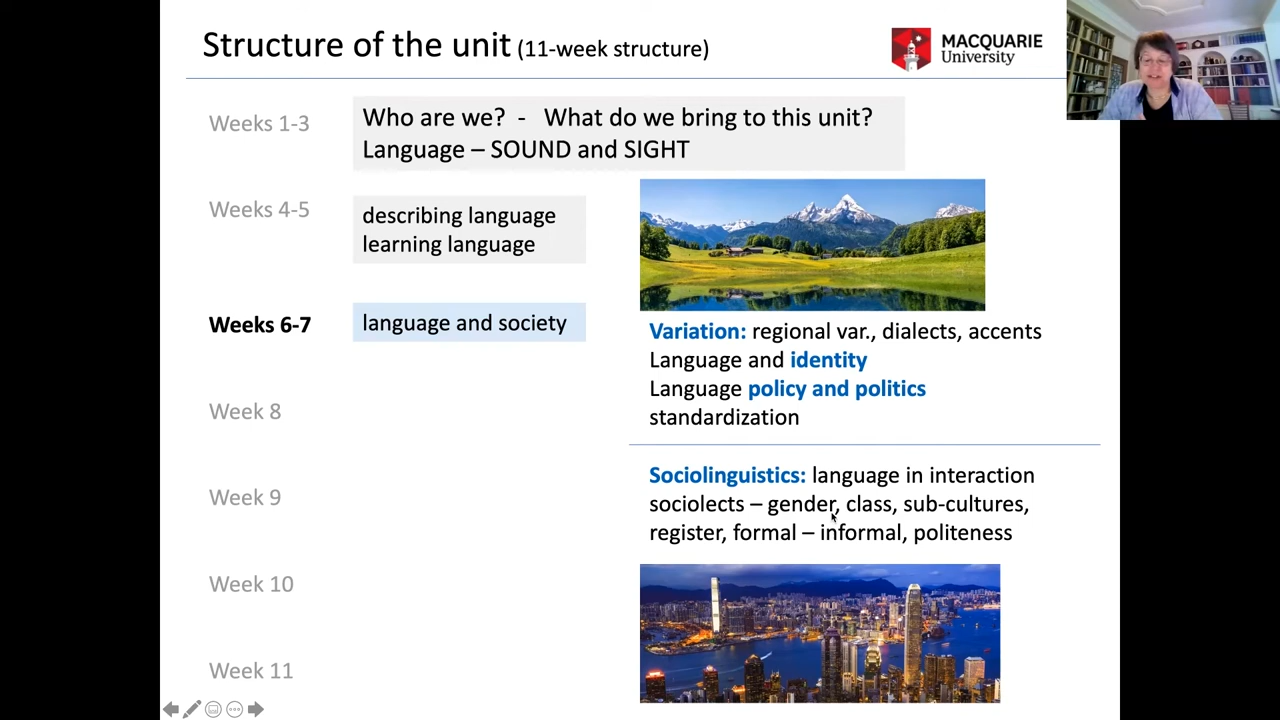 Structure of the unit (11-week structure)
MACQUARIE
University
Weeks 1-3
Who are we? - What do we bring to this unit?
Language – SOUND and SIGHT
Weeks 4-5
describing language
learning language
Weeks 6-7
language and society
Variation: regional var., dialects, accents
Language and identity
Language policy and politics
standardization
Week 8
Sociolinguistics: language in interaction
sociolects – gender, class, sub-cultures,
register, formal – informal, politeness
Week 9
Week 10
Week 11